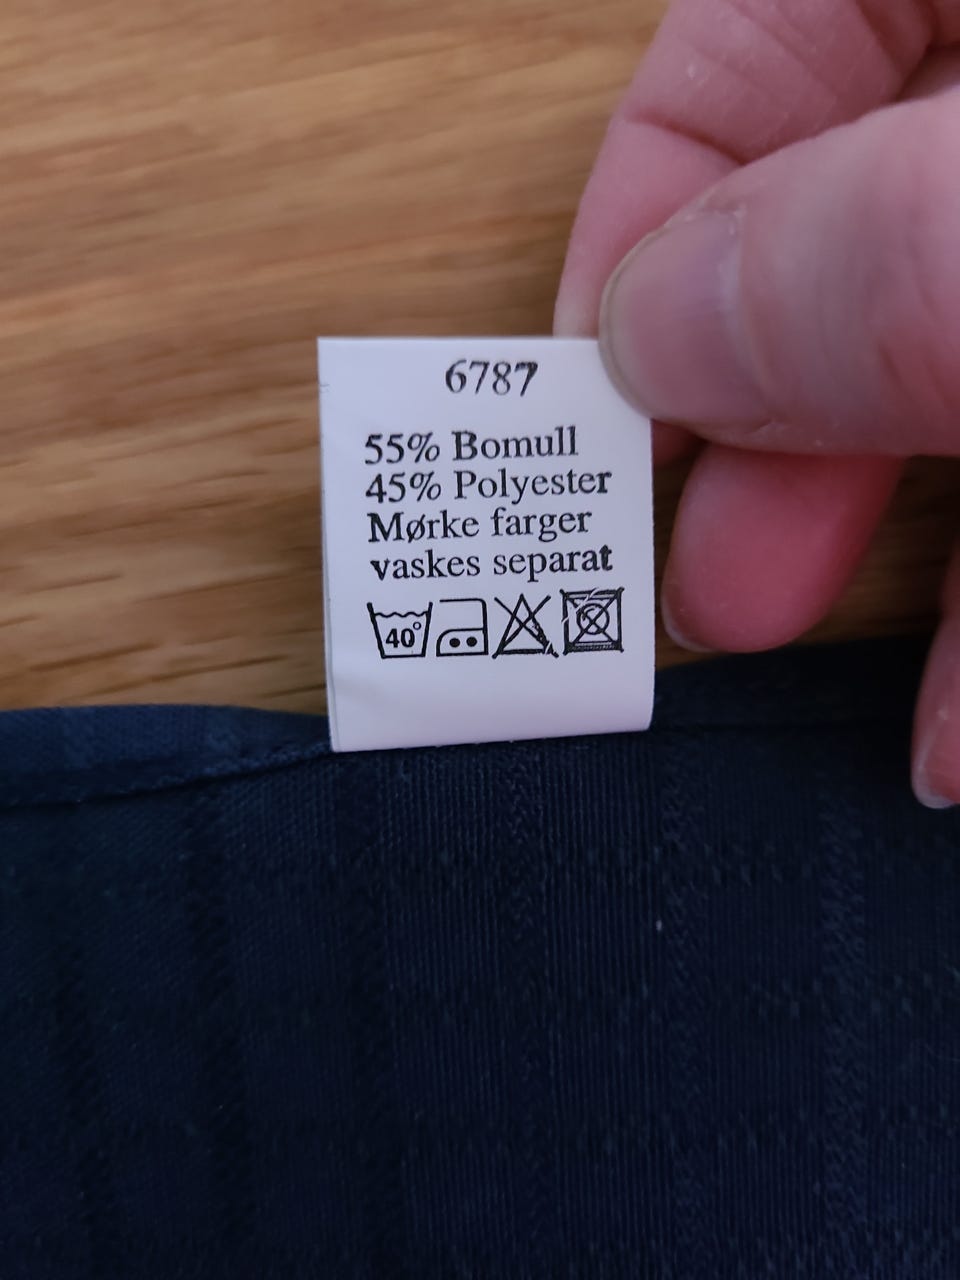 6787
55% Bomull
45% Polyester
Mørke farger
vaskes separat
40°